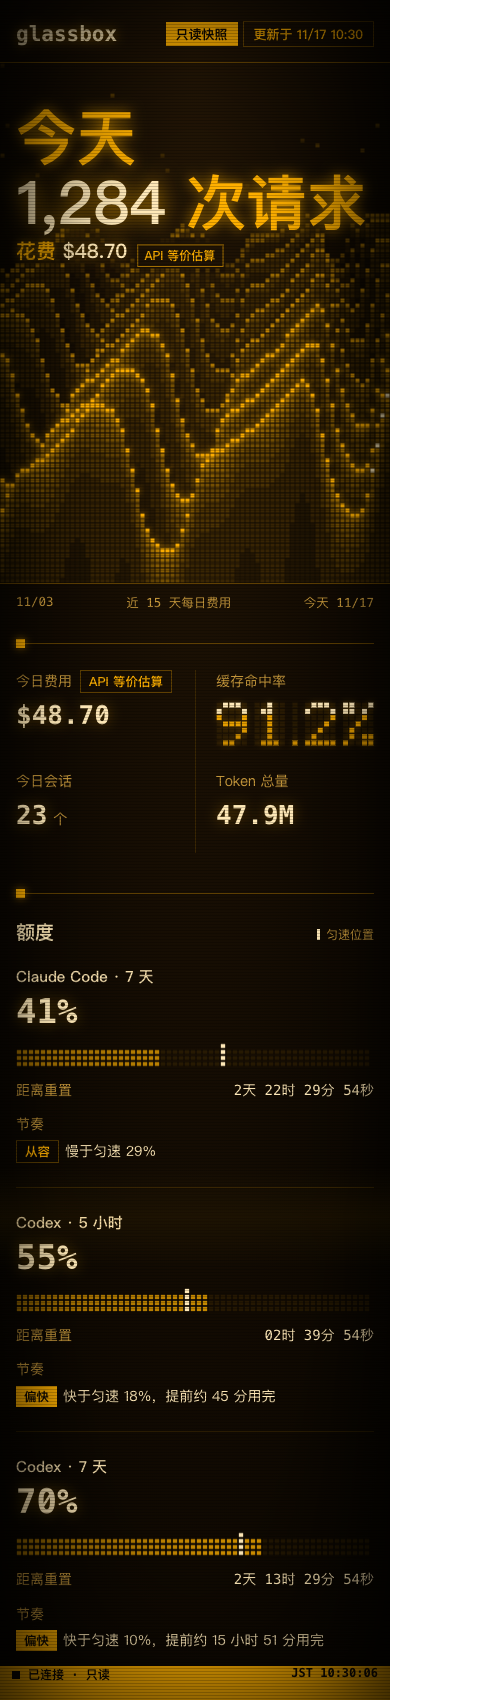 glassbox 只读快照 更新于 11/17 10:30
今天
1,284 次请求
花费 $48.70 API 等价估算
11/03 近 15 天每日费用 今天 11/17
今日费用 API 等价估算
$48.70
缓存命中率
91.2%
今日会话
23 个
Token 总量
47.9M
额度 匀速位置
Claude Code · 7 天
41%
距离重置 2天 22时 29分 54秒
节奏
从容 慢于匀速 29%
Codex · 5 小时
55%
距离重置 02时 39分 54秒
节奏
偏快 快于匀速 18%，提前约 45 分用完
Codex · 7 天
70%
距离重置 2天 13时 29分 54秒
节奏
偏快 快于匀速 10%，提前约 15 小时 51 分用完
已连接 · 只读 JST 10:30:06